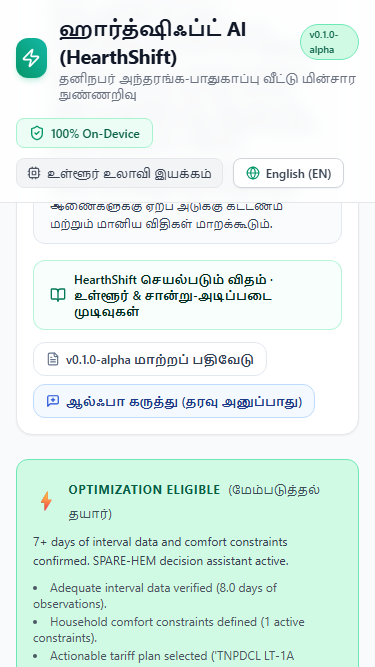 ஹார்த்ஷிஃப்ட் AI
(HearthShift)
v0.1.0-
alpha
தனிநபர் அந்தரங்க-பாதுகாப்பு வீட்டு மின்சார
நுண்ணறிவு
100% On-Device
உள்ளூர் உலாவி இயக்கம்
English (EN)
ஆணைகளுக்கு ஏற்ப அடுக்கு கட்டணம்
மற்றும் மானிய விதிகள் மாறக்கூடும்.
HearthShift செயல்படும் விதம் ·
உள்ளூர் & சான்று-அடிப்படை
முடிவுகள்
v0.1.0-alpha மாற்றப் பதிவேடு
ஆல்ஃபா கருத்து (தரவு அனுப்பாது)
OPTIMIZATION ELIGIBLE (மேம்படுத்தல்
தயார்)
7+ days of interval data and comfort constraints
confirmed. SPARE-HEM decision assistant active.
• Adequate interval data verified (8.0 days of
observations).
• Household comfort constraints defined (1 active
constraints).
• Actionable tariff plan selected ('TNPDCL LT-1A